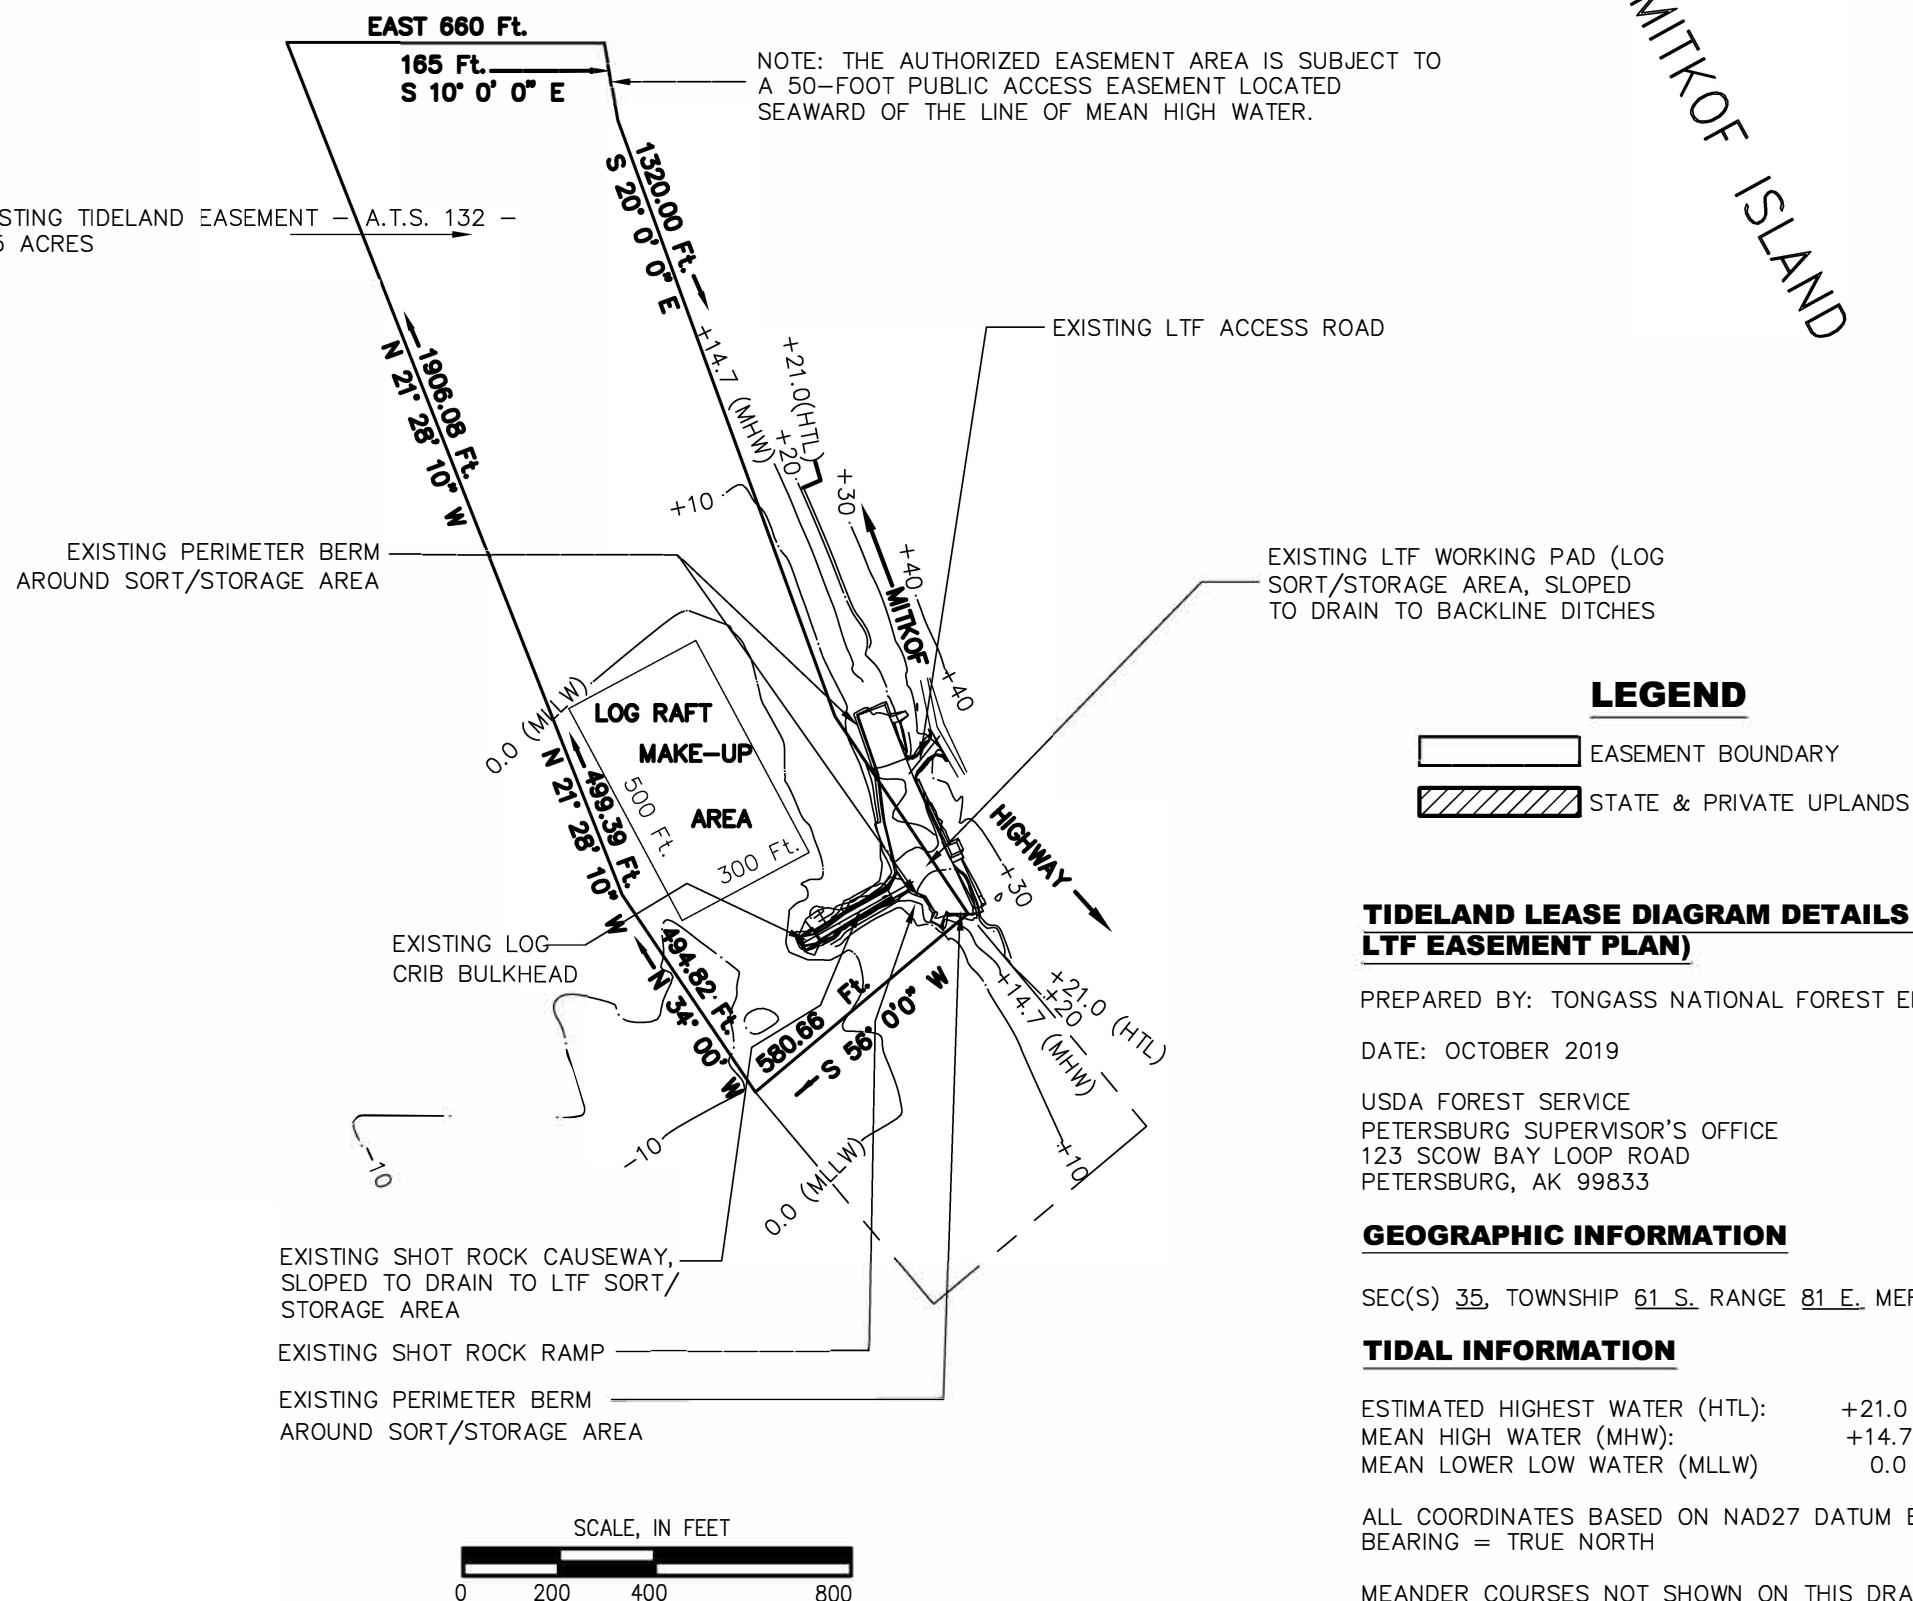 EAST 660 Ft.
165 Ft.
S 10° 0' 0" E
NOTE: THE AUTHORIZED EASEMENT AREA IS SUBJECT TO
A 50-FOOT PUBLIC ACCESS EASEMENT LOCATED
SEAWARD OF THE LINE OF MEAN HIGH WATER.
MITKOF ISLAND
1320.00 Ft.
S 20° 0' 0" E
STING TIDELAND EASEMENT - A.T.S. 132 -
ACRES
EXISTING LTF ACCESS ROAD
+14.7 (MHW)
+21.0(HTL)
+20
+30
1906.08 Ft.
N 21° 28' 10" W
+10
+40
MITKOF
EXISTING PERIMETER BERM
AROUND SORT/STORAGE AREA
EXISTING LTF WORKING PAD (LOG
SORT/STORAGE AREA, SLOPED
TO DRAIN TO BACKLINE DITCHES
+40
0.0 (MLLW)
LOG RAFT
MAKE-UP
AREA
500 Ft.
300 Ft.
499.39 Ft.
N 21° 28' 10" W
HIGHWAY
+30
LEGEND
EASEMENT BOUNDARY
STATE & PRIVATE UPLANDS
EXISTING LOG
CRIB BULKHEAD
494.82 Ft.
N 34° 00' W
580.66 Ft.
S 56° 0'0" W
+14.7 (MHW)
+20
+21.0 (HTL)
-10
-10
0.0 (MLLW)
+10
TIDELAND LEASE DIAGRAM DETAILS
LTF EASEMENT PLAN)
PREPARED BY: TONGASS NATIONAL FOREST
DATE: OCTOBER 2019
USDA FOREST SERVICE
PETERSBURG SUPERVISOR'S OFFICE
123 SCOW BAY LOOP ROAD
PETERSBURG, AK 99833
EXISTING SHOT ROCK CAUSEWAY,
SLOPED TO DRAIN TO LTF SORT/
STORAGE AREA
EXISTING SHOT ROCK RAMP
EXISTING PERIMETER BERM
AROUND SORT/STORAGE AREA
GEOGRAPHIC INFORMATION
SEC(S) 35, TOWNSHIP 61 S. RANGE 81 E.
TIDAL INFORMATION
ESTIMATED HIGHEST WATER (HTL): +21.0
MEAN HIGH WATER (MHW): +14.7
MEAN LOWER LOW WATER (MLLW) 0.0
ALL COORDINATES BASED ON NAD27 DATUM
BEARING = TRUE NORTH
MEANDER COURSES NOT SHOWN ON THIS
SCALE, IN FEET
0 200 400 800